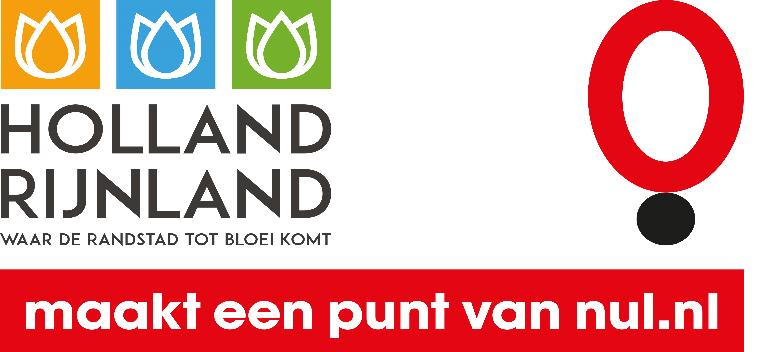 HOLLAND
RIJNLAND
WAAR DE RANDSTAD TOT BLOEI KOMT
maakt een punt van nul.nl